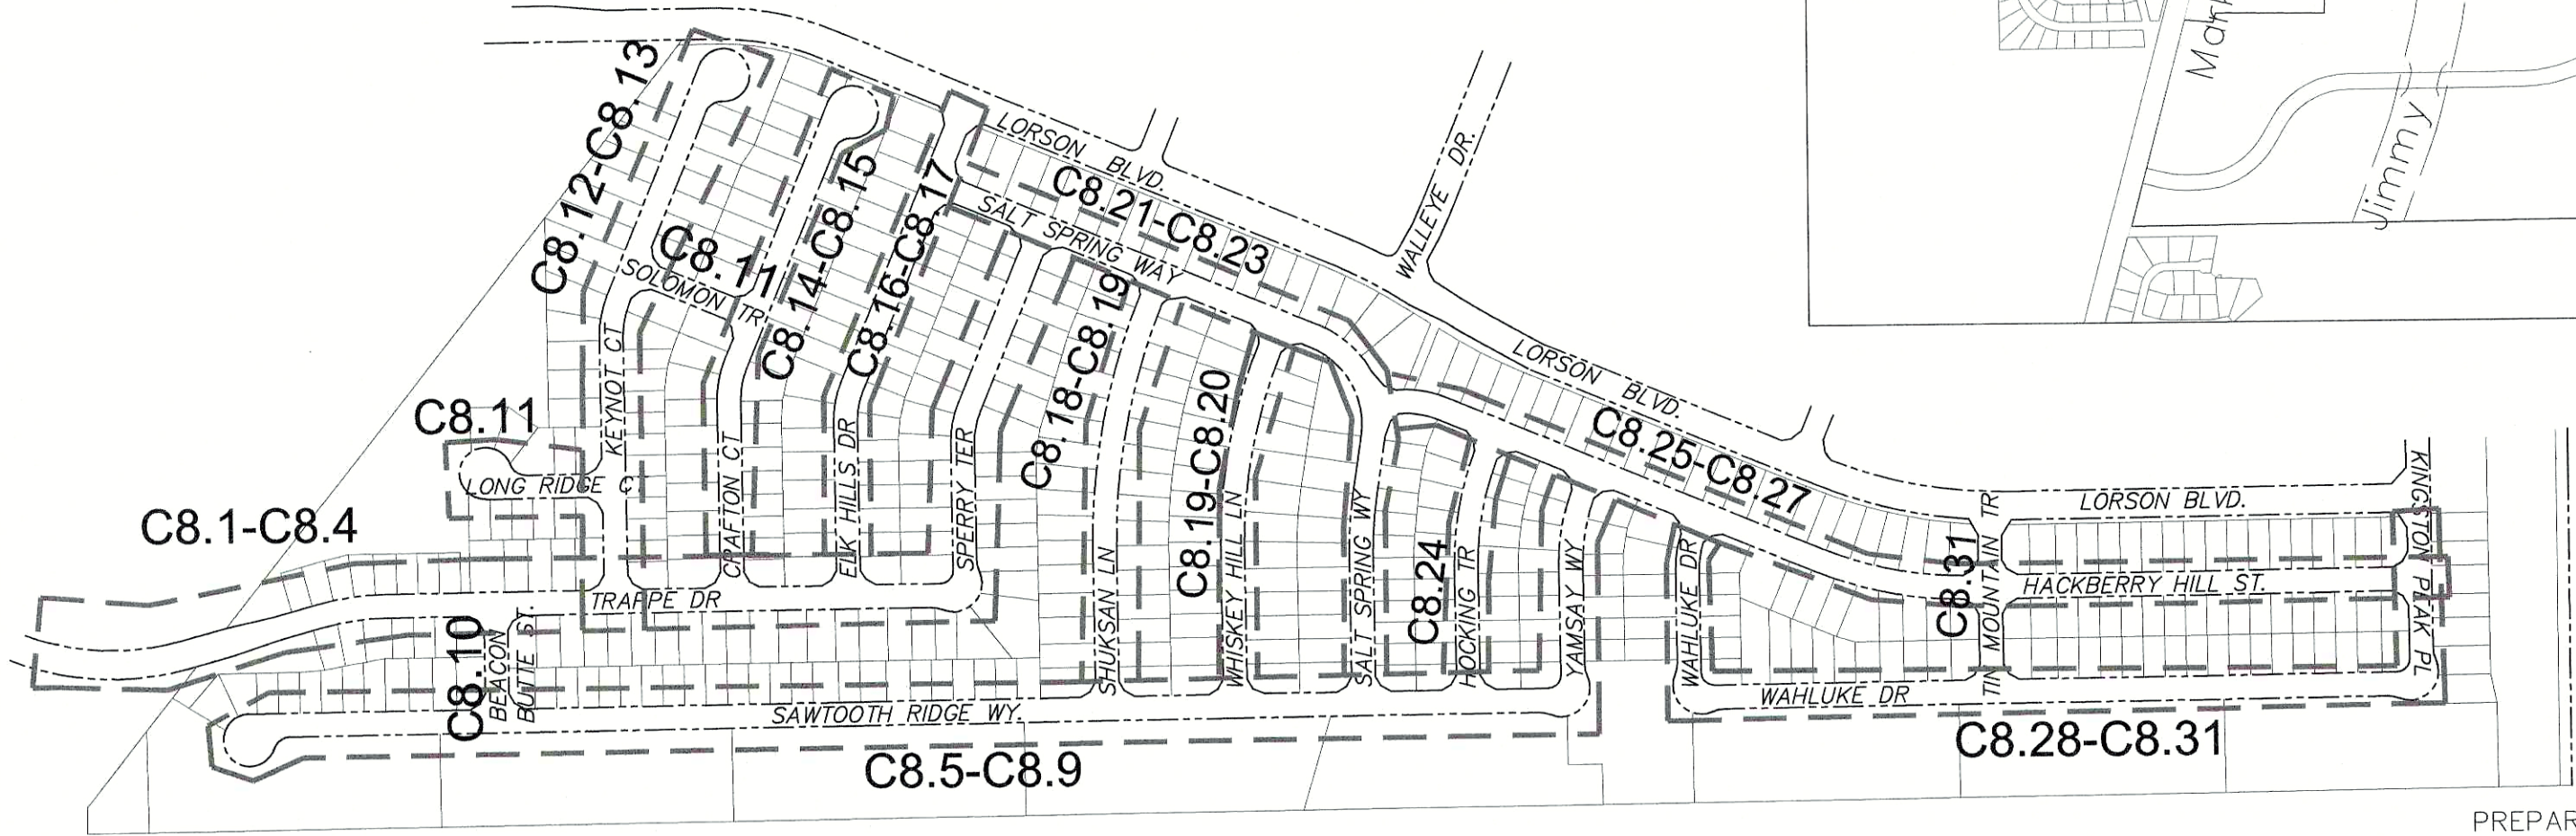 Mark
Jimmy
C8.12-C8.13
C8.11
SOLOMON TR
C8.14-C8.15
C8.16-C8.17
LORSON BLVD.
C8.21-C8.23
SALT SPRING WAY
WALLEYE DR.
C8.18-C8.19
C8.19-C8.20
LORSON BLVD.
C8.25-C8.27
KEYNOT CT
C8.11
LONG RIDGE C
CRAFTON CT
ELK HILLS DR
SPERRY TER
SHUKSAN LN
WHISKEY HILL LN
SALT SPRING WY
C8.24
HOCKING TR
YAMSAY WY
WAHLUKE DR
C8.31
TIN MOUNTAIN TR
LORSON BLVD.
HACKBERRY HILL ST.
KINGSTON PEAK PL
C8.1-C8.4
TRAPPE DR
C8.10
BEACON
BUTTE ST.
SAWTOOTH RIDGE WY.
WAHLUKE DR
C8.5-C8.9
C8.28-C8.31
PREPAR